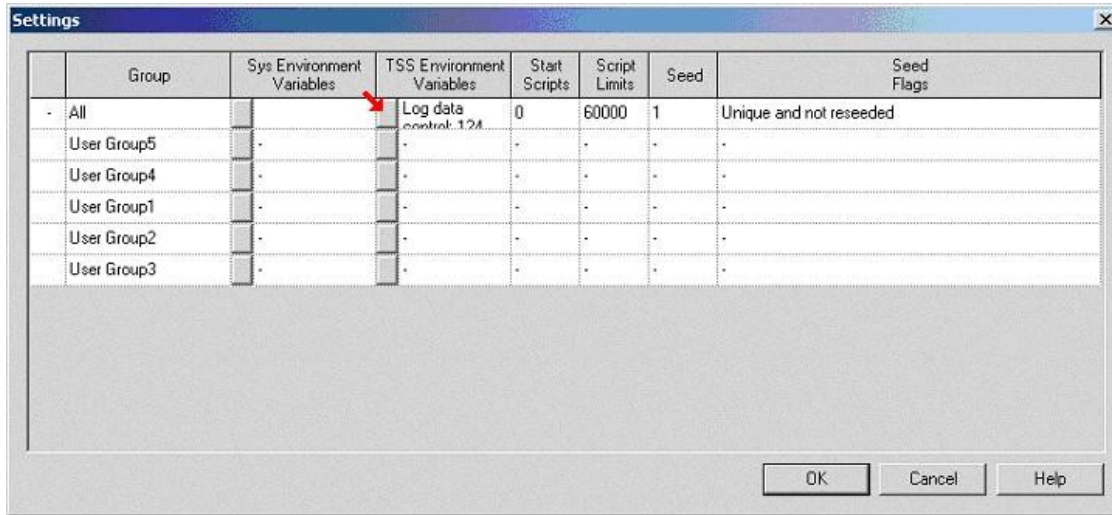 Settings
Group Sys Environment Variables TSS Environment Variables Start Scripts Script Limits Seed Seed Flags
- All Log data control: 124 0 60000 1 Unique and not reseeded
User Group5 - - - - - -
User Group4 - - - - - -
User Group1 - - - - - -
User Group2 - - - - - -
User Group3 - - - - - -
OK Cancel Help